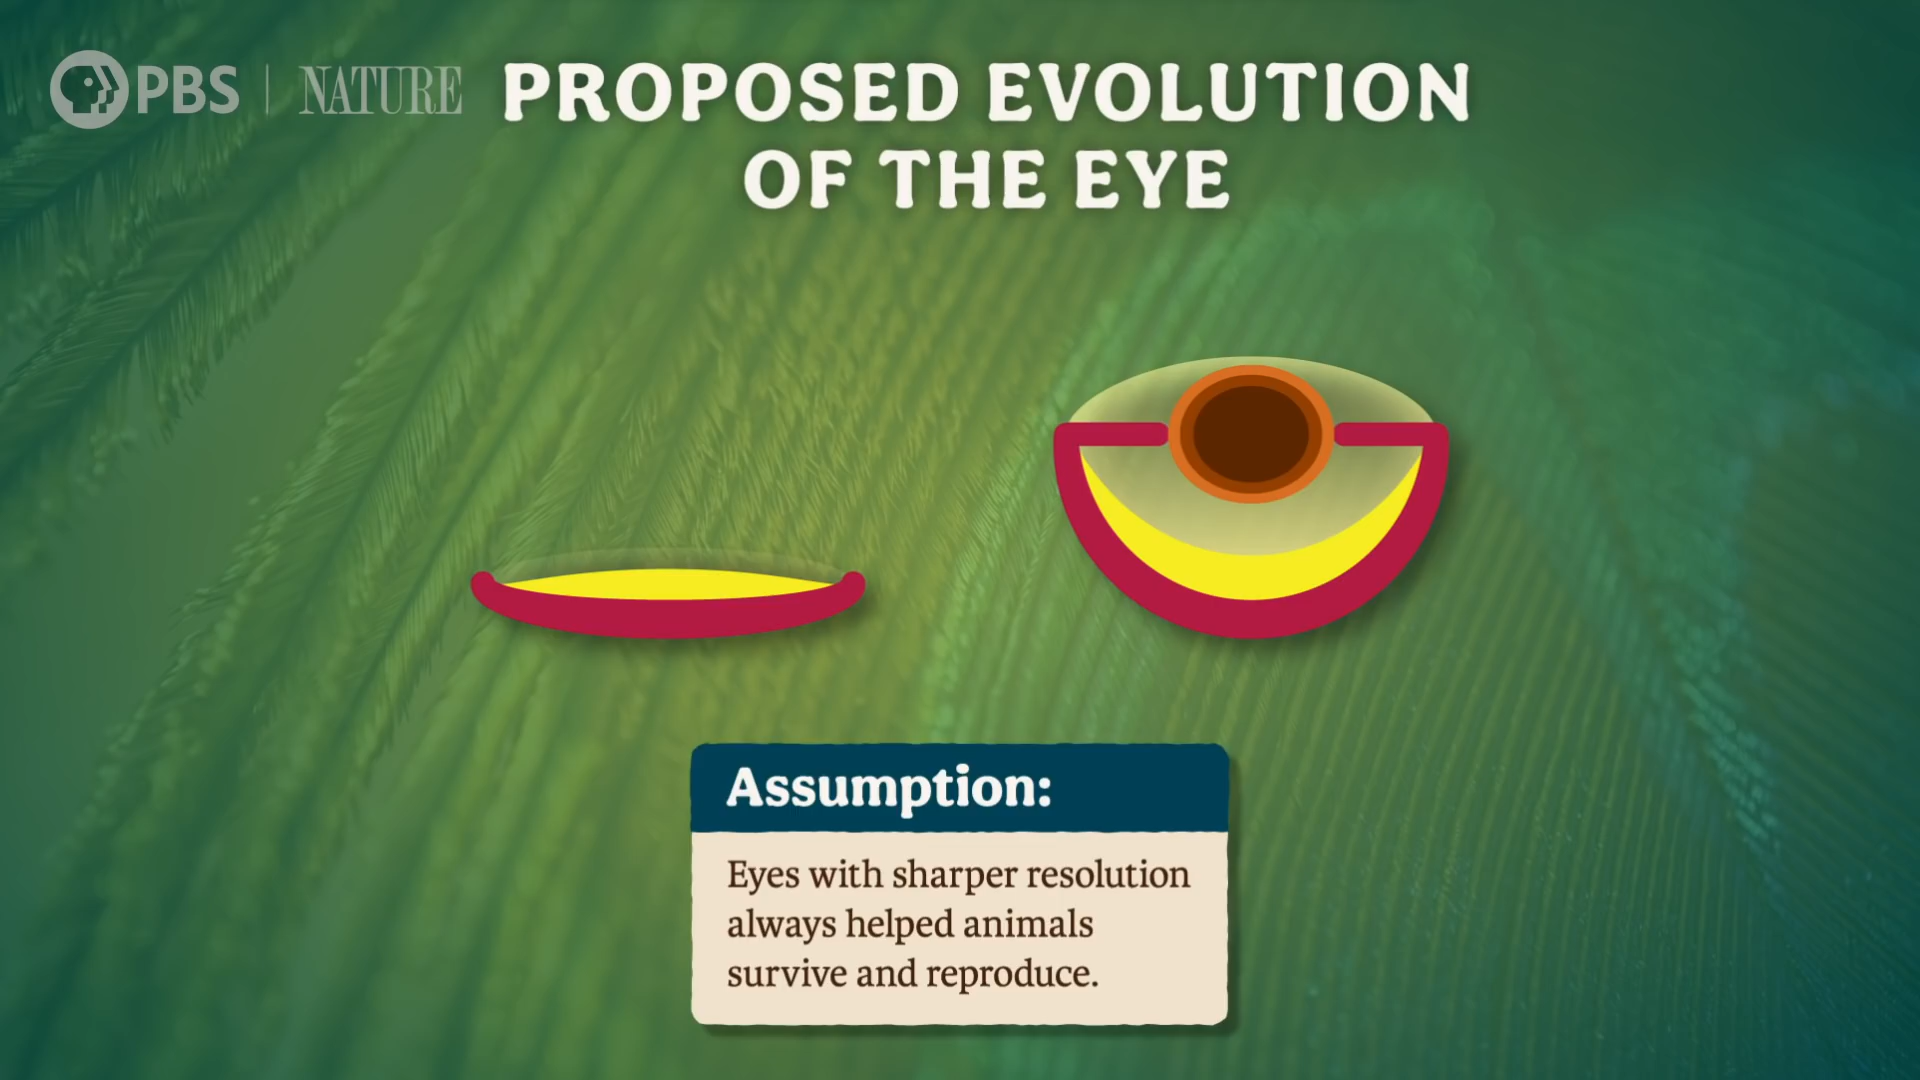 PBS | NATURE
PROPOSED EVOLUTION
OF THE EYE
Assumption:
Eyes with sharper resolution
always helped animals
survive and reproduce.